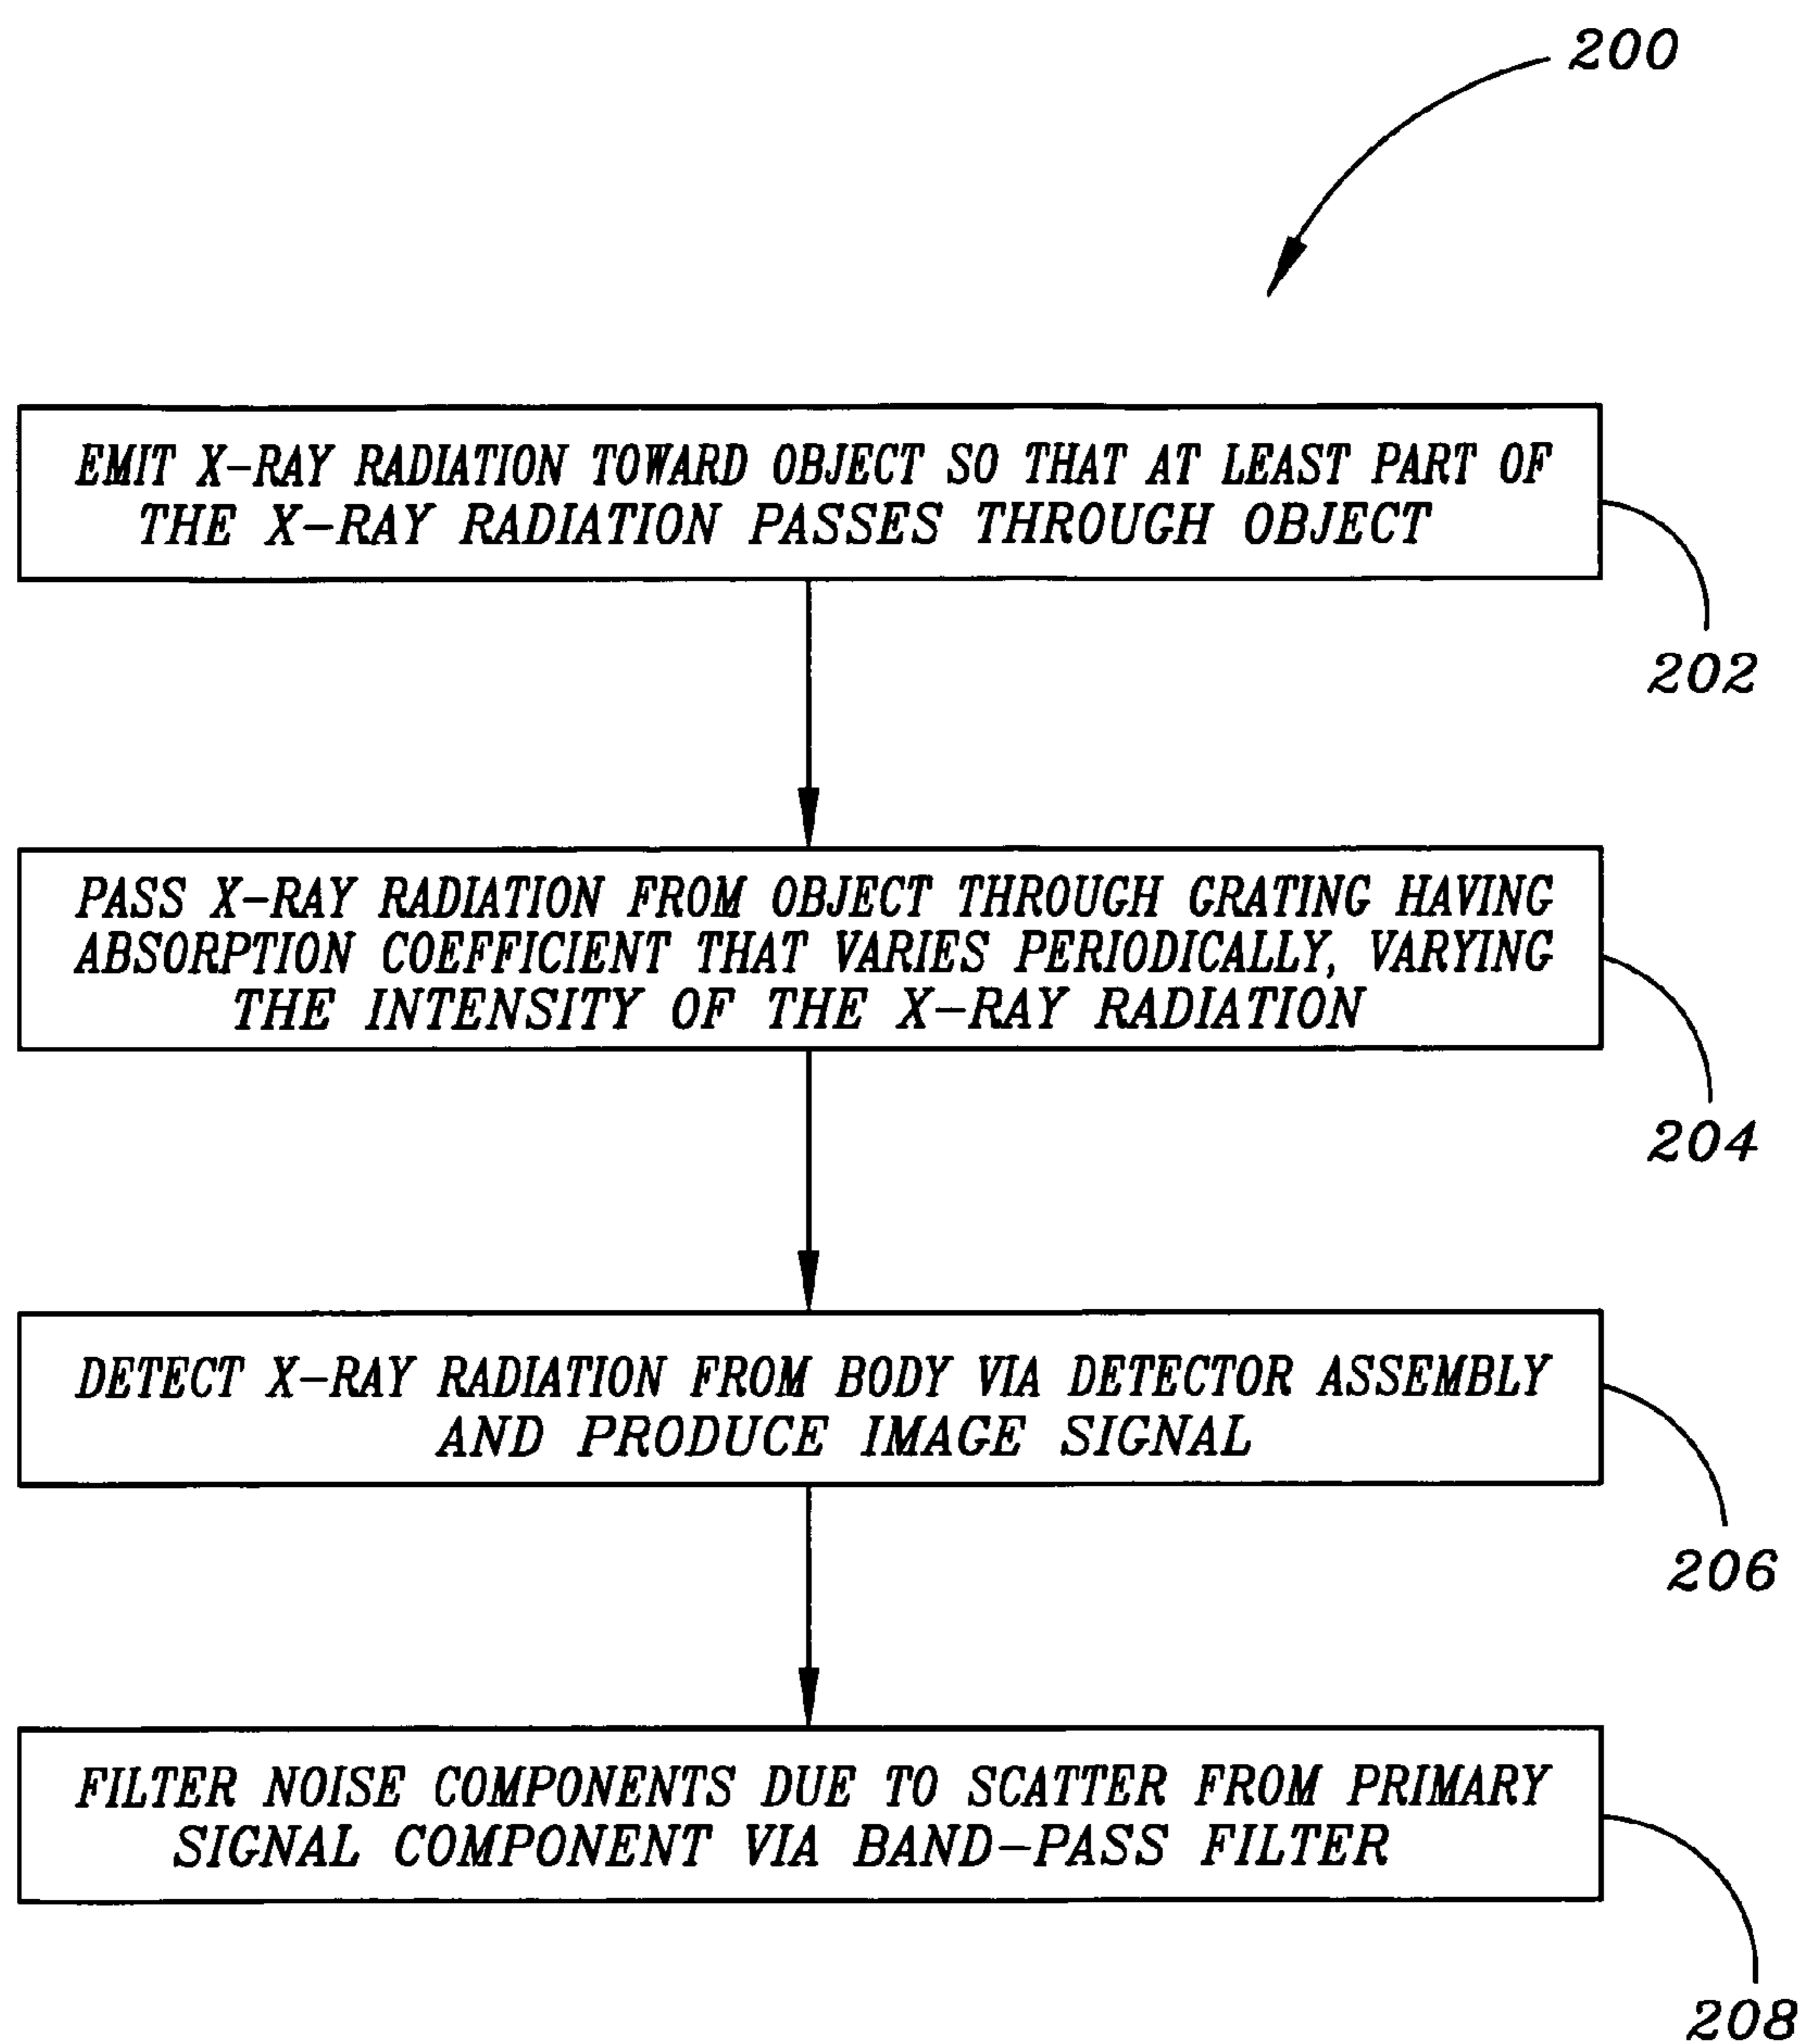 200
EMIT X-RAY RADIATION TOWARD OBJECT SO THAT AT LEAST PART OF
THE X-RAY RADIATION PASSES THROUGH OBJECT
202
PASS X-RAY RADIATION FROM OBJECT THROUGH GRATING HAVING
ABSORPTION COEFFICIENT THAT VARIES PERIODICALLY, VARYING
THE INTENSITY OF THE X-RAY RADIATION
204
DETECT X-RAY RADIATION FROM BODY VIA DETECTOR ASSEMBLY
AND PRODUCE IMAGE SIGNAL
206
FILTER NOISE COMPONENTS DUE TO SCATTER FROM PRIMARY
SIGNAL COMPONENT VIA BAND-PASS FILTER
208